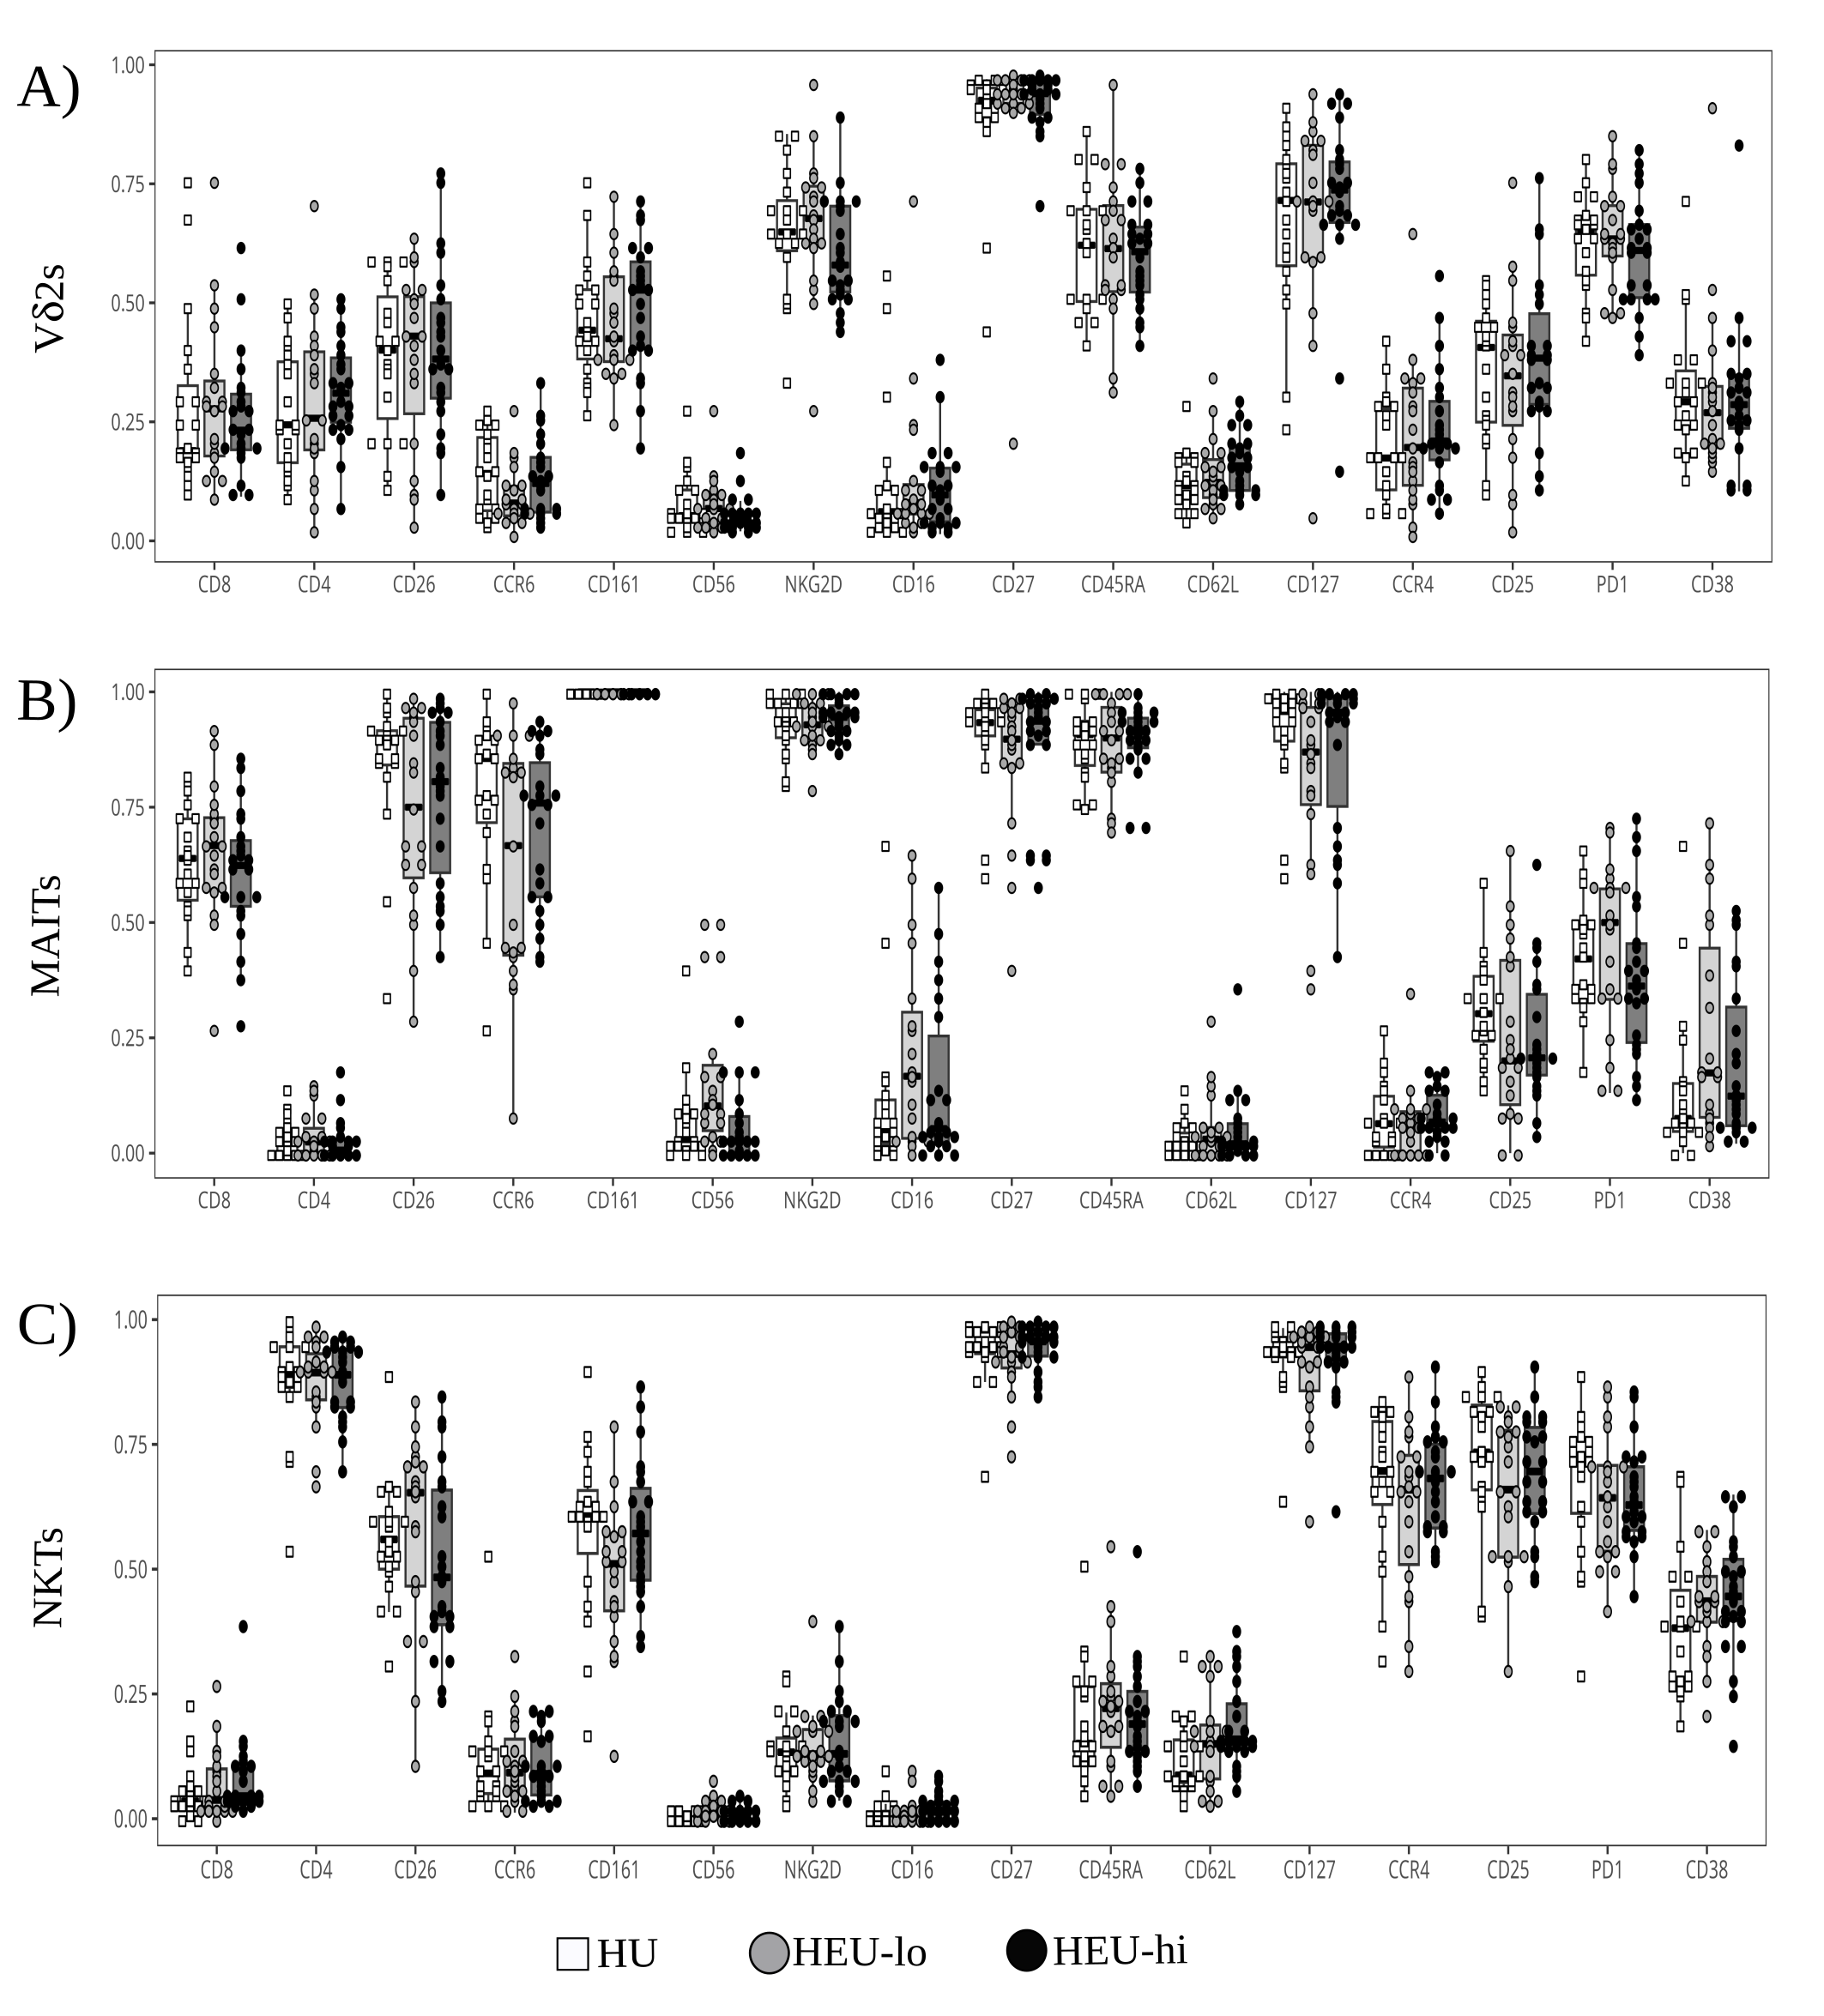 A)
Vδ2s
1.00
0.75
0.50
0.25
0.00
CD8 CD4 CD26 CCR6 CD161 CD56 NKG2D CD16 CD27 CD45RA CD62L CD127 CCR4 CD25 PD1 CD38
B)
MAITs
1.00
0.75
0.50
0.25
0.00
CD8 CD4 CD26 CCR6 CD161 CD56 NKG2D CD16 CD27 CD45RA CD62L CD127 CCR4 CD25 PD1 CD38
C)
NKTs
1.00
0.75
0.50
0.25
0.00
CD8 CD4 CD26 CCR6 CD161 CD56 NKG2D CD16 CD27 CD45RA CD62L CD127 CCR4 CD25 PD1 CD38
HU HEU-lo HEU-hi